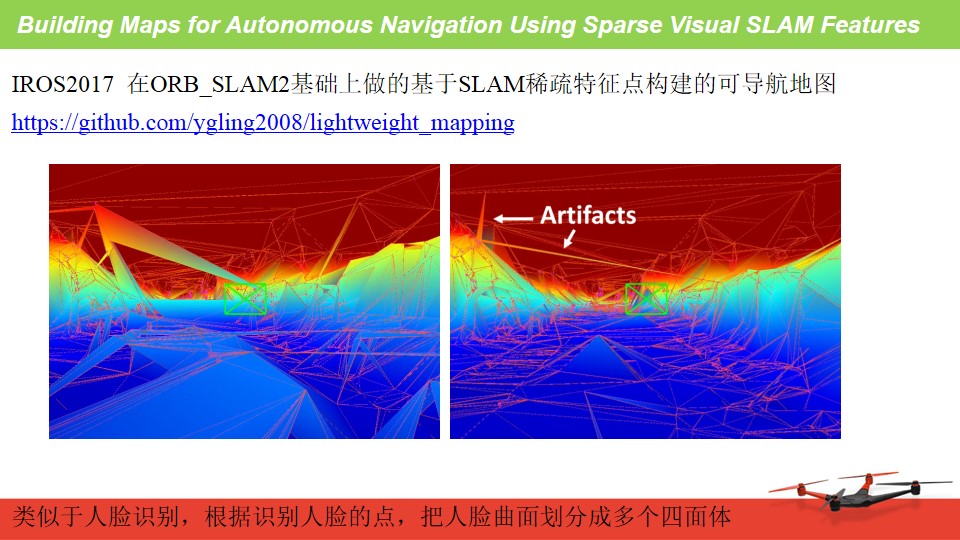 Building Maps for Autonomous Navigation Using Sparse Visual SLAM Features
IROS2017 在ORB_SLAM2基础上做的基于SLAM稀疏特征点构建的可导航地图
https://github.com/ygling2008/lightweight_mapping
Artifacts
类似于人脸识别，根据识别人脸的点，把人脸曲面划分成多个四面体